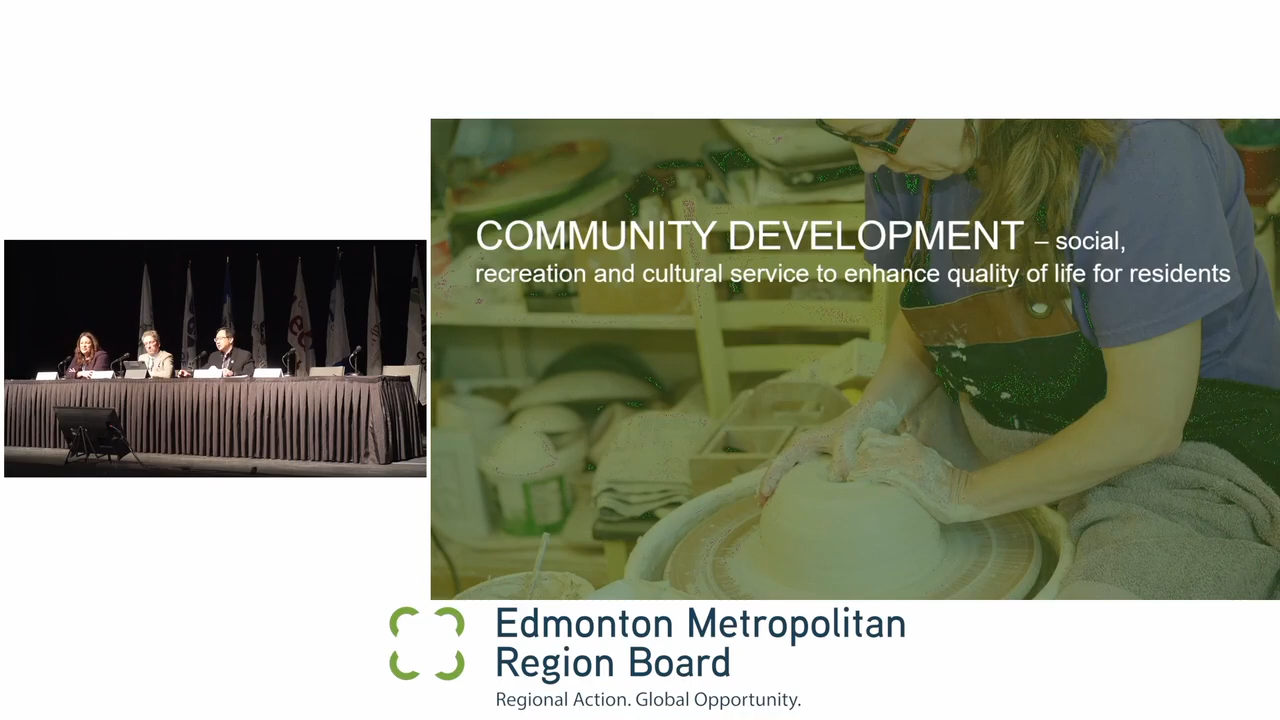 COMMUNITY DEVELOPMENT – social,
recreation and cultural service to enhance quality of life for residents
Edmonton Metropolitan
Region Board
Regional Action. Global Opportunity.